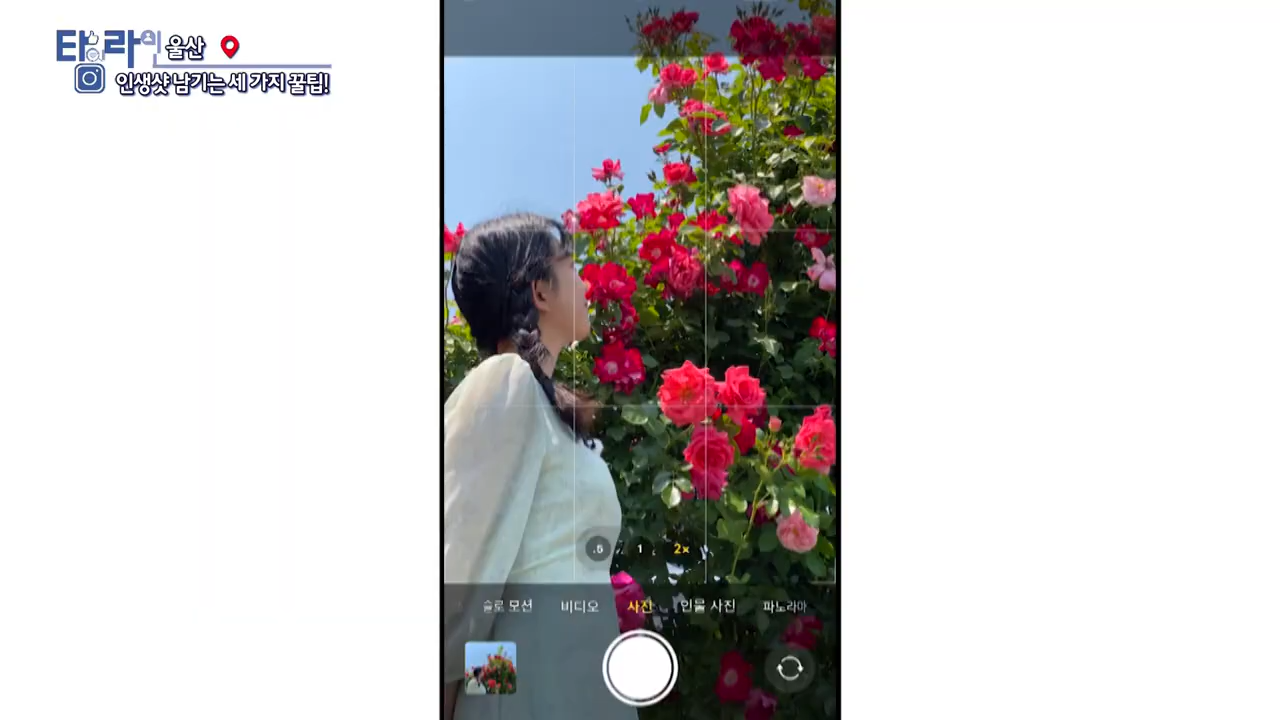 타 라 울산
인생샷 남기는 세 가지 꿀팁!
.5 1 2×
슬로 모션 비디오 사진 인물 사진 파노라마